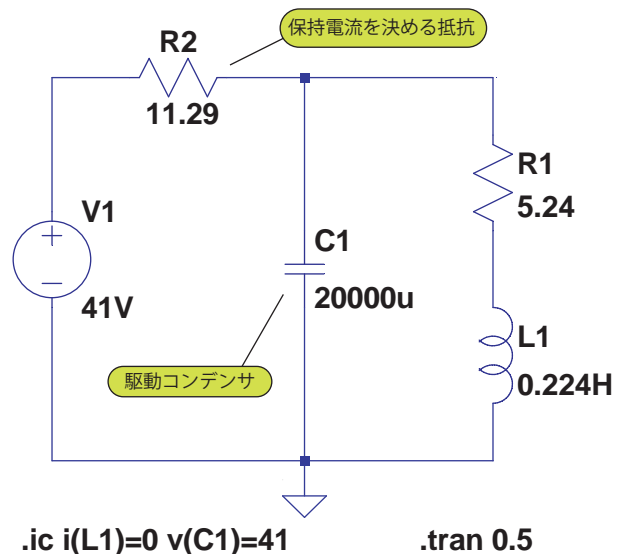 保持電流を決める抵抗
R2
11.29
R1
5.24
V1
41V
C1
20000u
駆動コンデンサ
L1
0.224H
.ic i(L1)=0 v(C1)=41
.tran 0.5